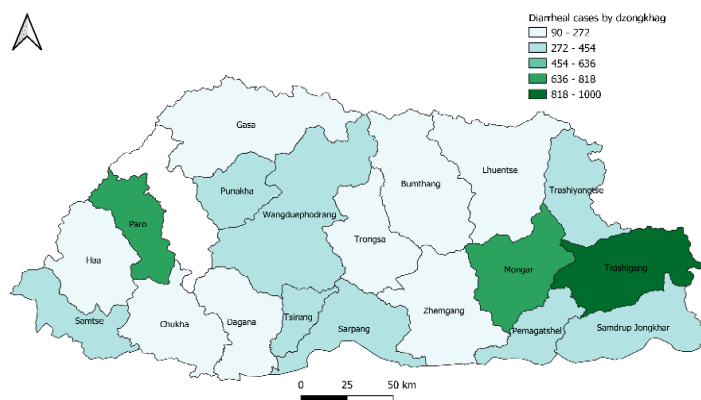 Diarrheal cases by dzongkhag
90 - 272
272 - 454
454 - 636
636 - 818
818 - 1000
Gasa
Lhuentse
Bumthang
Punakha
Trashiyangtse
Wangduephodrang
Paro
Trongsa
Haa
Mongar
Trashigang
Zhemgang
Samtse
Chukha
Dagana
Tsirang
Sarpang
Pemagatshel
Samdrup Jongkhar
0 25 50 km